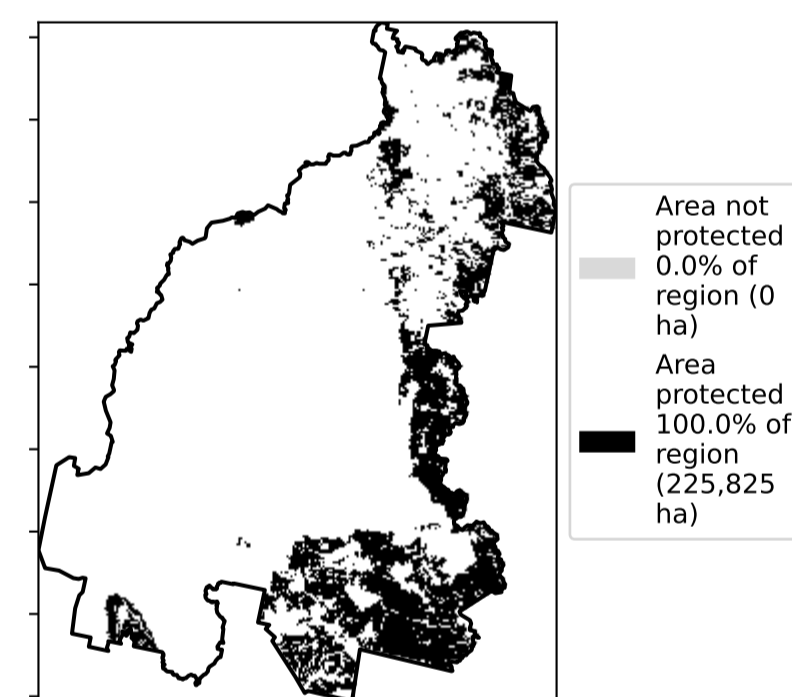 Area not
protected
0.0% of
region (0
ha)
Area
protected
100.0% of
region
(225,825
ha)